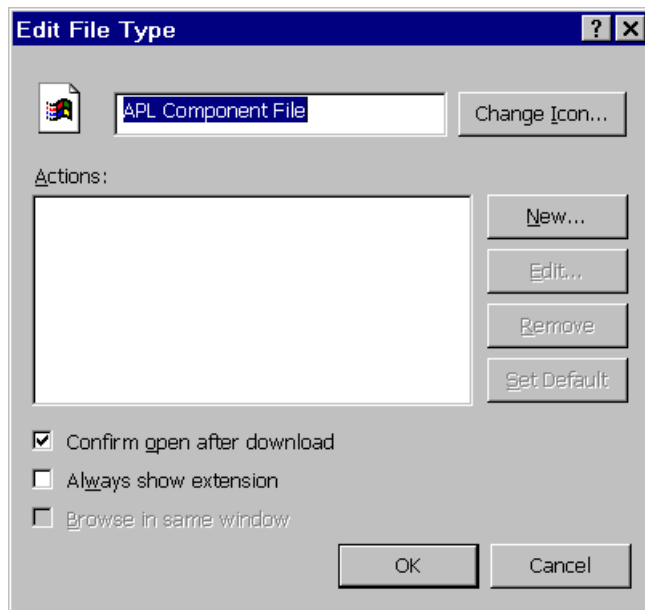 Edit File Type
?
APL Component File
Change Icon...
Actions:
New...
Edit...
Remove
Set Default
Confirm open after download
Always show extension
Browse in same window
OK
Cancel